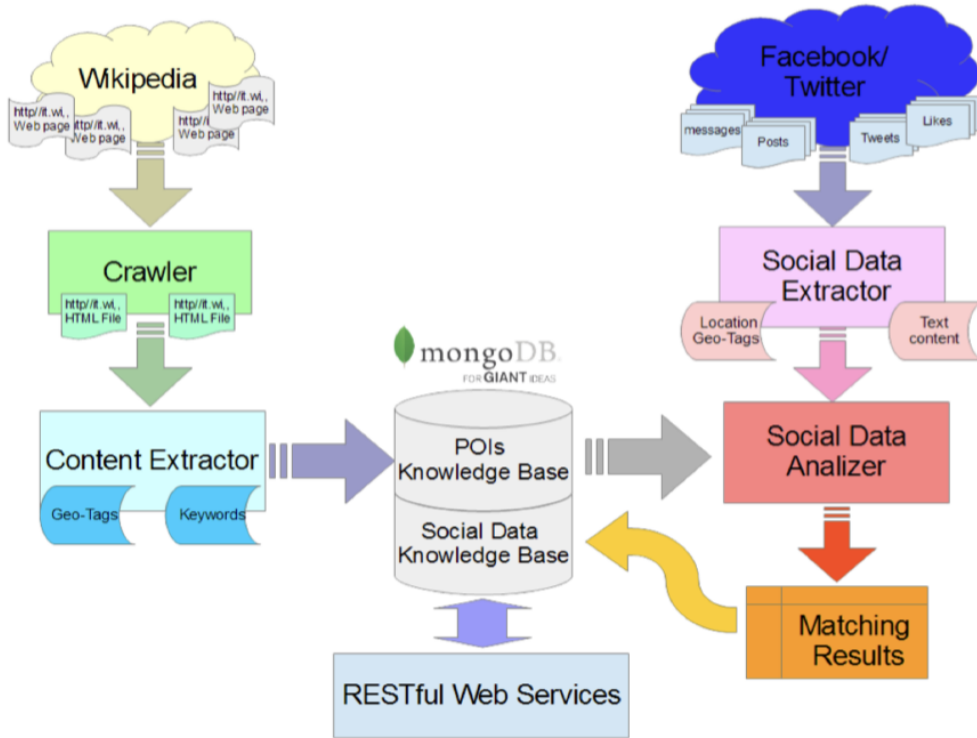 Wikipedia
http//it.wi,,
Web page
http//it.wi,,
Web page
http//it.wi,,
Web page
http//it.wi,,
Web page
Facebook/
Twitter
messages
Posts
Tweets
Likes
Crawler
http//it.wi,,
HTML File
http//it.wi,,
HTML File
Social Data
Extractor
Location
Geo-Tags
Text
content
mongoDB
FOR GIANT IDEAS
Content Extractor
Geo-Tags
Keywords
POIs
Knowledge Base
Social Data
Knowledge Base
Social Data
Analizer
Matching
Results
RESTful Web Services